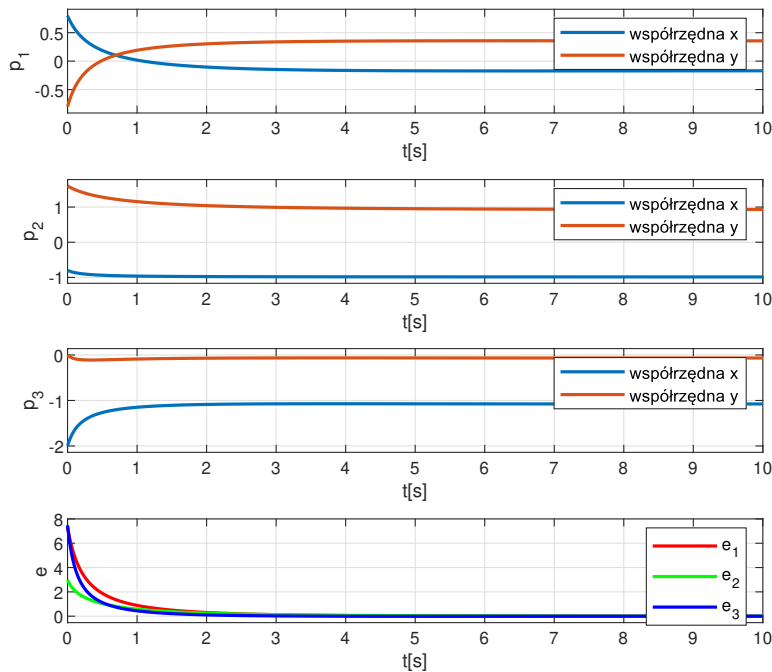 0.5
0
-0.5
p1
współrzędna x
współrzędna y
0 1 2 3 4 5 6 7 8 9 10
t[s]
1
0
-1
p2
współrzędna x
współrzędna y
0 1 2 3 4 5 6 7 8 9 10
t[s]
0
-1
-2
p3
współrzędna x
współrzędna y
0 1 2 3 4 5 6 7 8 9 10
t[s]
8
6
4
2
0
e
e1
e2
e3
0 1 2 3 4 5 6 7 8 9 10
t[s]